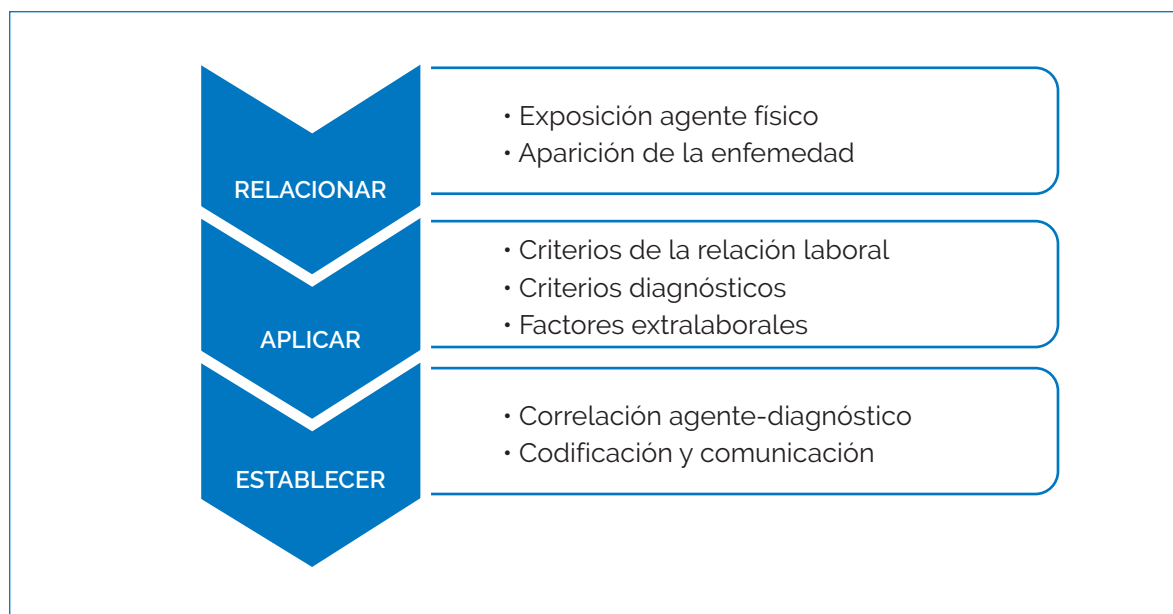 RELACIONAR
• Exposición agente físico
• Aparición de la enfemedad
APLICAR
• Criterios de la relación laboral
• Criterios diagnósticos
• Factores extralaborales
ESTABLECER
• Correlación agente-diagnóstico
• Codificación y comunicación